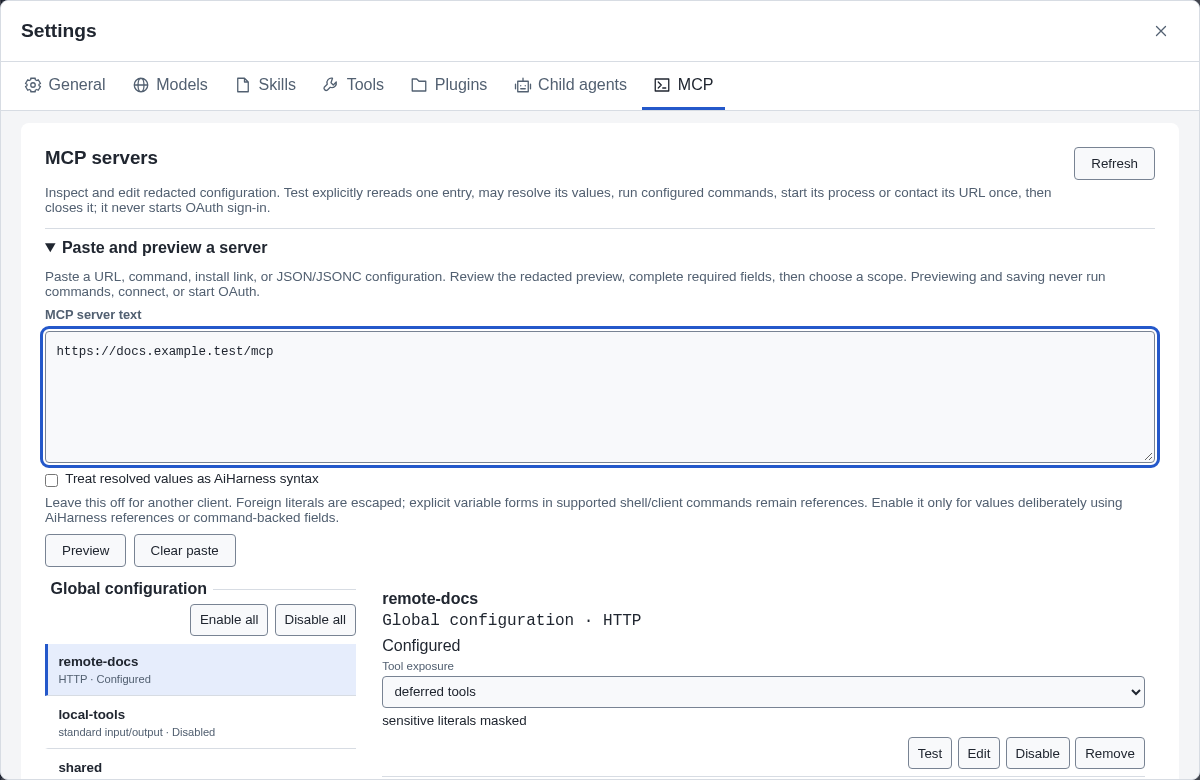 Settings
General
Models
Skills
Tools
Plugins
Child agents
MCP
MCP servers
Refresh
Inspect and edit redacted configuration. Test explicitly rereads one entry, may resolve its values, run configured commands, start its process or contact its URL once, then
closes it; it never starts OAuth sign-in.
Paste and preview a server
Paste a URL, command, install link, or JSON/JSONC configuration. Review the redacted preview, complete required fields, then choose a scope. Previewing and saving never run
commands, connect, or start OAuth.
MCP server text
https://docs.example.test/mcp
Treat resolved values as AiHarness syntax
Leave this off for another client. Foreign literals are escaped; explicit variable forms in supported shell/client commands remain references. Enable it only for values deliberately using
AiHarness references or command-backed fields.
Preview
Clear paste
Global configuration
Enable all
Disable all
remote-docs
HTTP · Configured
local-tools
standard input/output · Disabled
shared
remote-docs
Global configuration · HTTP
Configured
Tool exposure
deferred tools
sensitive literals masked
Test
Edit
Disable
Remove